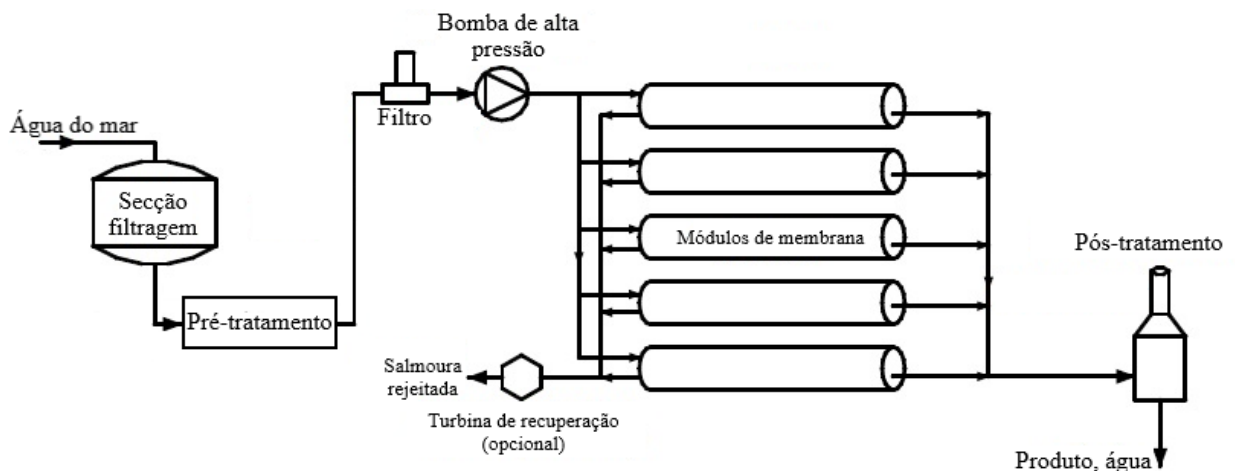 Bomba de alta
pressão
Filtro
Água do mar
Secção
filtragem
Pré-tratamento
Módulos de membrana
Pós-tratamento
Salmoura
rejeitada
Turbina de recuperação
(opcional)
Produto, água